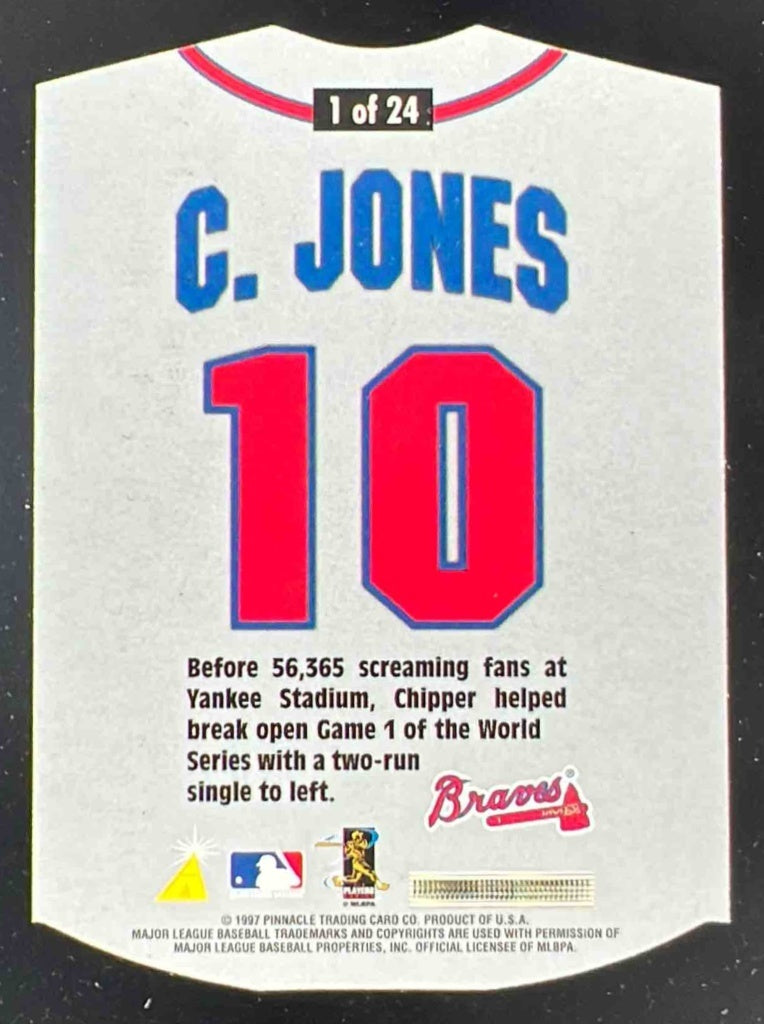 1 of 24
C. JONES
10
Before 56,365 screaming fans at
Yankee Stadium, Chipper helped
break open Game 1 of the World
Series with a two-run
single to left.
Braves®
PLAYERS
© MLBPA
© 1997 PINNACLE TRADING CARD CO. PRODUCT OF U.S.A.
MAJOR LEAGUE BASEBALL TRADEMARKS AND COPYRIGHTS ARE USED WITH PERMISSION OF
MAJOR LEAGUE BASEBALL PROPERTIES, INC. OFFICIAL LICENSEE OF MLBPA.